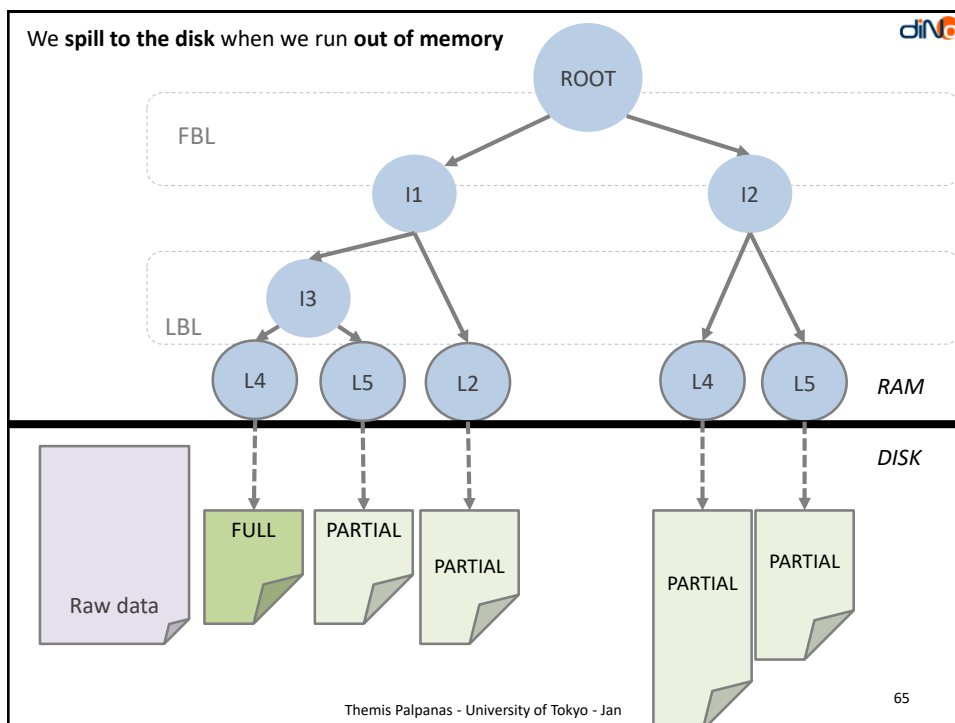 We spill to the disk when we run out of memory
diNo
ROOT
FBL
I1
I2
I3
LBL
L4
L5
L2
L4
L5
RAM
DISK
FULL
PARTIAL
PARTIAL
PARTIAL
PARTIAL
Raw data
Themis Palpanas - University of Tokyo - Jan
65